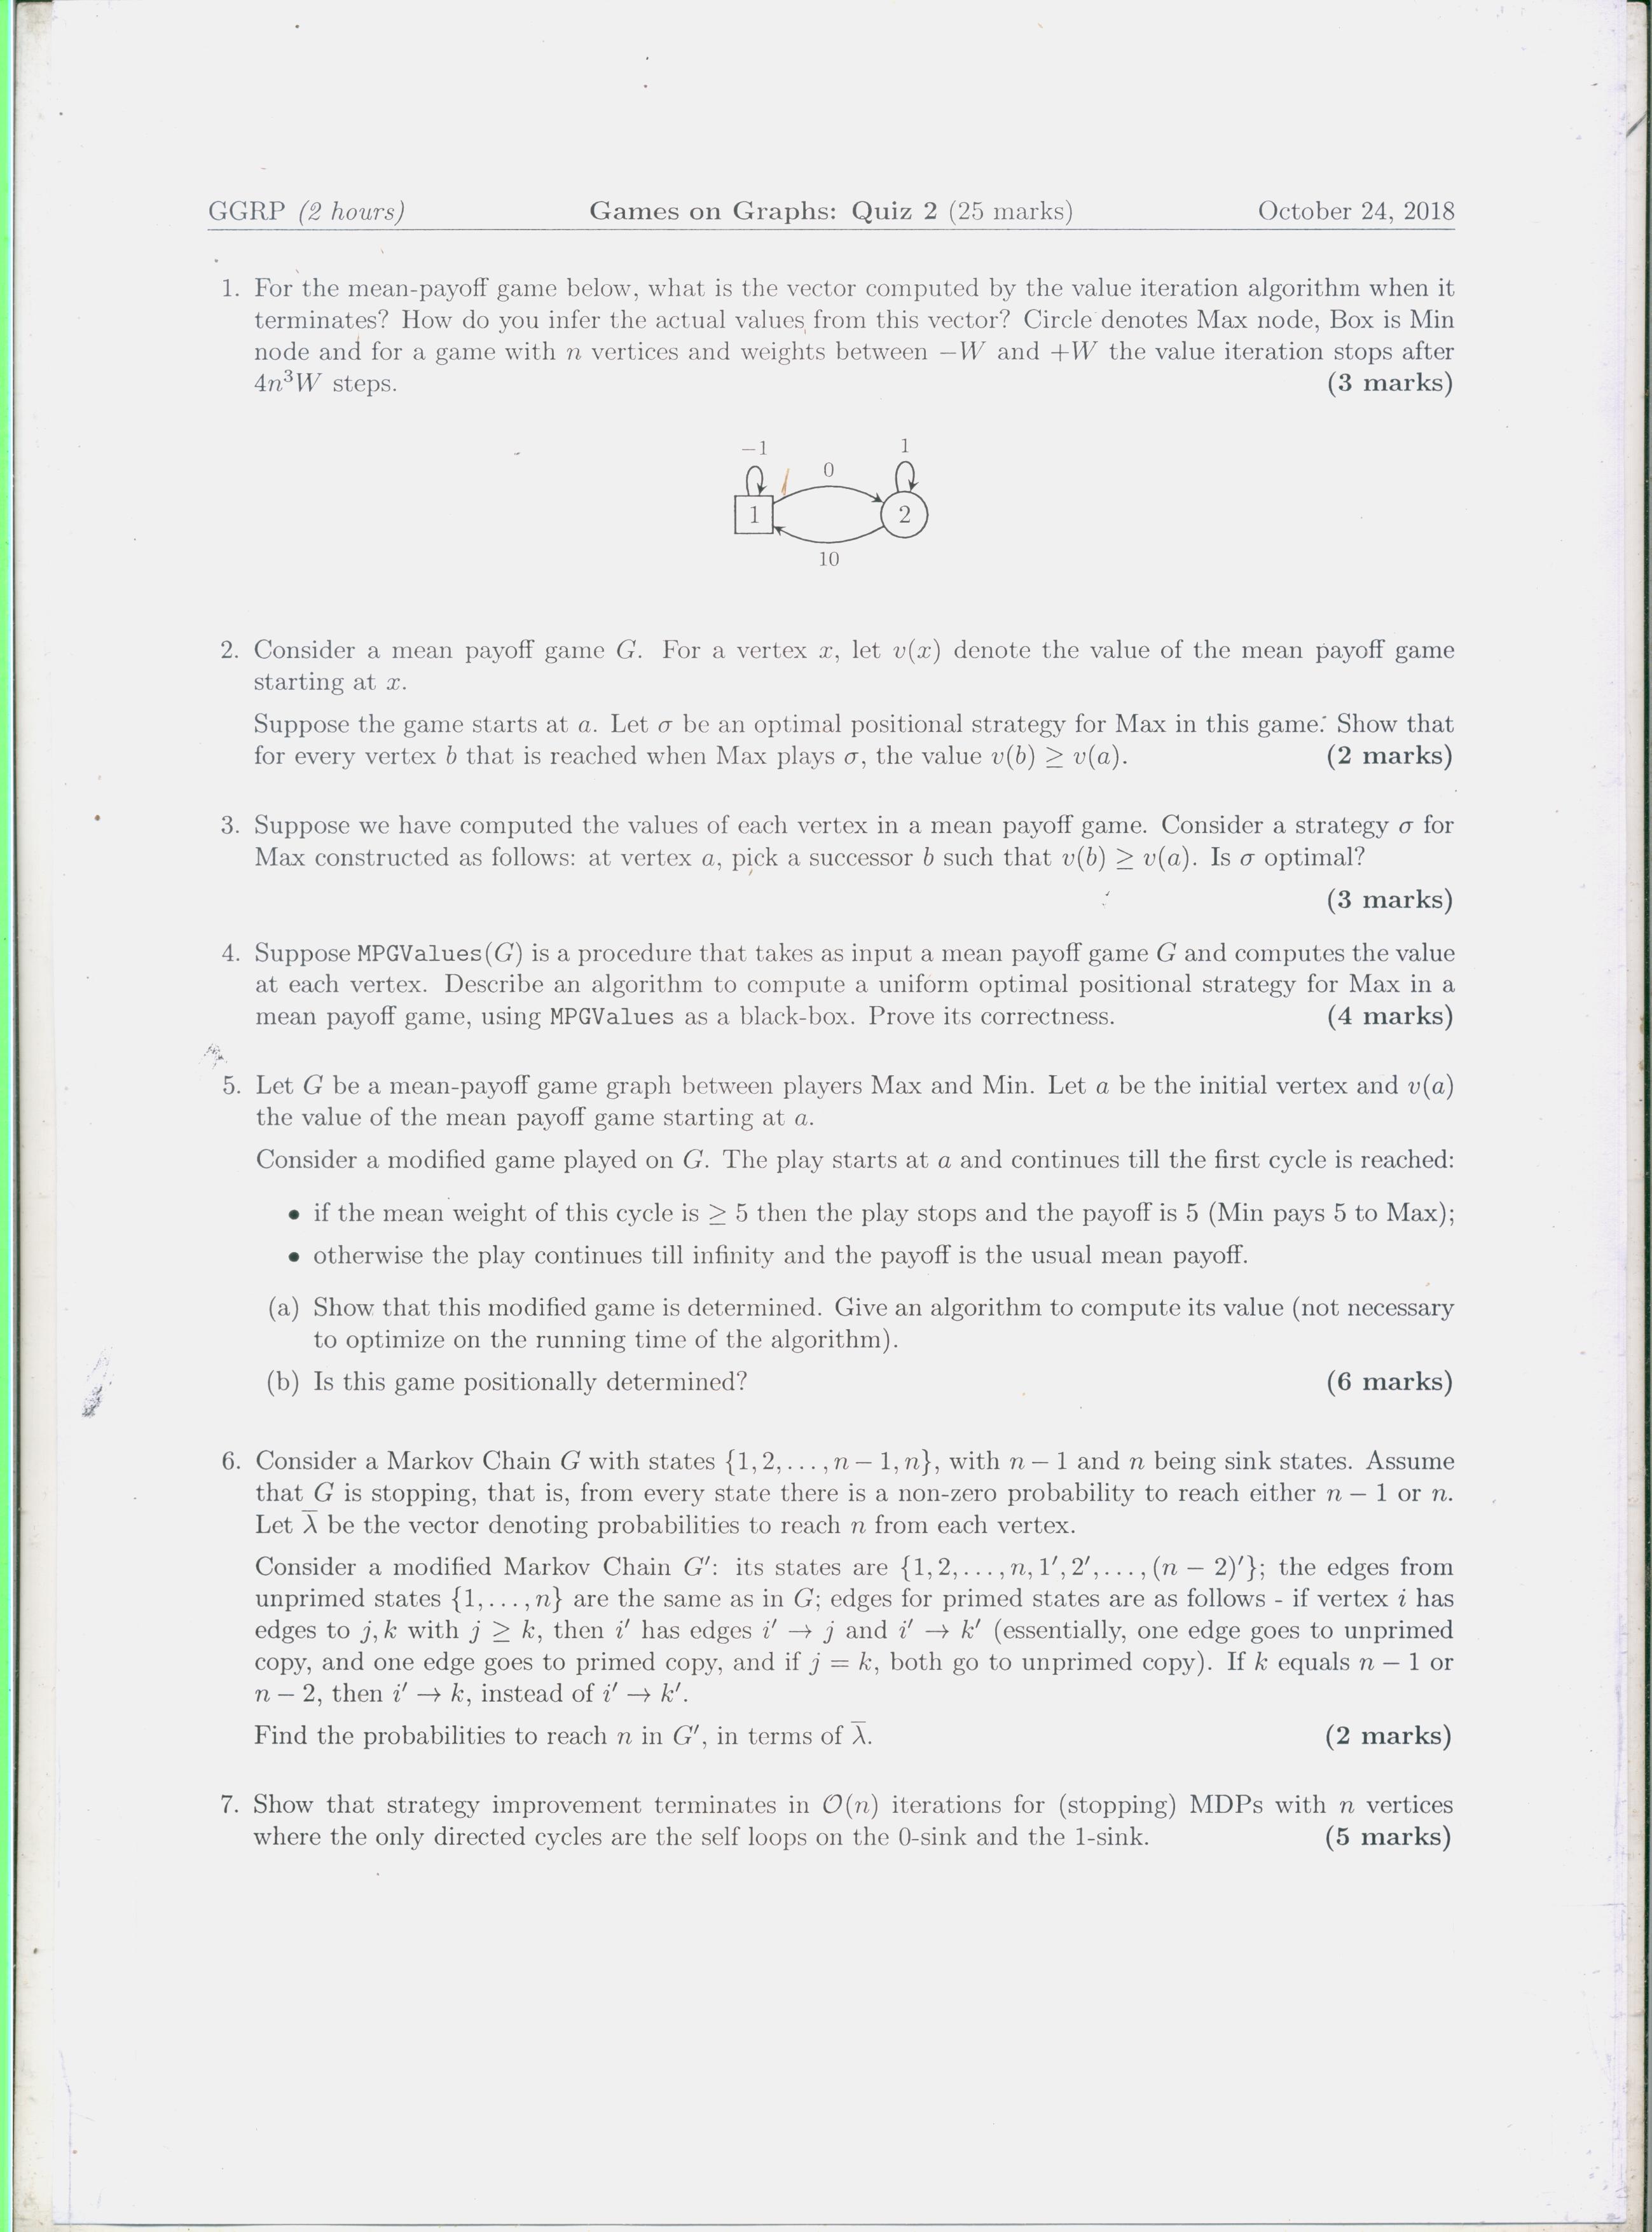 GGRP (2 hours) Games on Graphs: Quiz 2 (25 marks) October 24, 2018
1. For the mean-payoff game below, what is the vector computed by the value iteration algorithm when it
terminates? How do you infer the actual values from this vector? Circle denotes Max node, Box is Min
node and for a game with n vertices and weights between −W and +W the value iteration stops after
4n³W steps. (3 marks)
−1 1
0
1 2
10
2. Consider a mean payoff game G. For a vertex x, let v(x) denote the value of the mean payoff game
starting at x.
Suppose the game starts at a. Let σ be an optimal positional strategy for Max in this game. Show that
for every vertex b that is reached when Max plays σ, the value v(b) ≥ v(a). (2 marks)
3. Suppose we have computed the values of each vertex in a mean payoff game. Consider a strategy σ for
Max constructed as follows: at vertex a, pick a successor b such that v(b) ≥ v(a). Is σ optimal?
(3 marks)
4. Suppose MPGValues(G) is a procedure that takes as input a mean payoff game G and computes the value
at each vertex. Describe an algorithm to compute a uniform optimal positional strategy for Max in a
mean payoff game, using MPGValues as a black-box. Prove its correctness. (4 marks)
5. Let G be a mean-payoff game graph between players Max and Min. Let a be the initial vertex and v(a)
the value of the mean payoff game starting at a.
Consider a modified game played on G. The play starts at a and continues till the first cycle is reached:
• if the mean weight of this cycle is ≥ 5 then the play stops and the payoff is 5 (Min pays 5 to Max);
• otherwise the play continues till infinity and the payoff is the usual mean payoff.
(a) Show that this modified game is determined. Give an algorithm to compute its value (not necessary
to optimize on the running time of the algorithm).
(b) Is this game positionally determined? (6 marks)
6. Consider a Markov Chain G with states {1, 2, . . . , n − 1, n}, with n − 1 and n being sink states. Assume
that G is stopping, that is, from every state there is a non-zero probability to reach either n − 1 or n.
Let λ̄ be the vector denoting probabilities to reach n from each vertex.
Consider a modified Markov Chain G′: its states are {1, 2, . . . , n, 1′, 2′, . . . , (n − 2)′}; the edges from
unprimed states {1, . . . , n} are the same as in G; edges for primed states are as follows - if vertex i has
edges to j, k with j ≥ k, then i′ has edges i′ → j and i′ → k′ (essentially, one edge goes to unprimed
copy, and one edge goes to primed copy, and if j = k, both go to unprimed copy). If k equals n − 1 or
n − 2, then i′ → k, instead of i′ → k′.
Find the probabilities to reach n in G′, in terms of λ̄. (2 marks)
7. Show that strategy improvement terminates in O(n) iterations for (stopping) MDPs with n vertices
where the only directed cycles are the self loops on the 0-sink and the 1-sink. (5 marks)